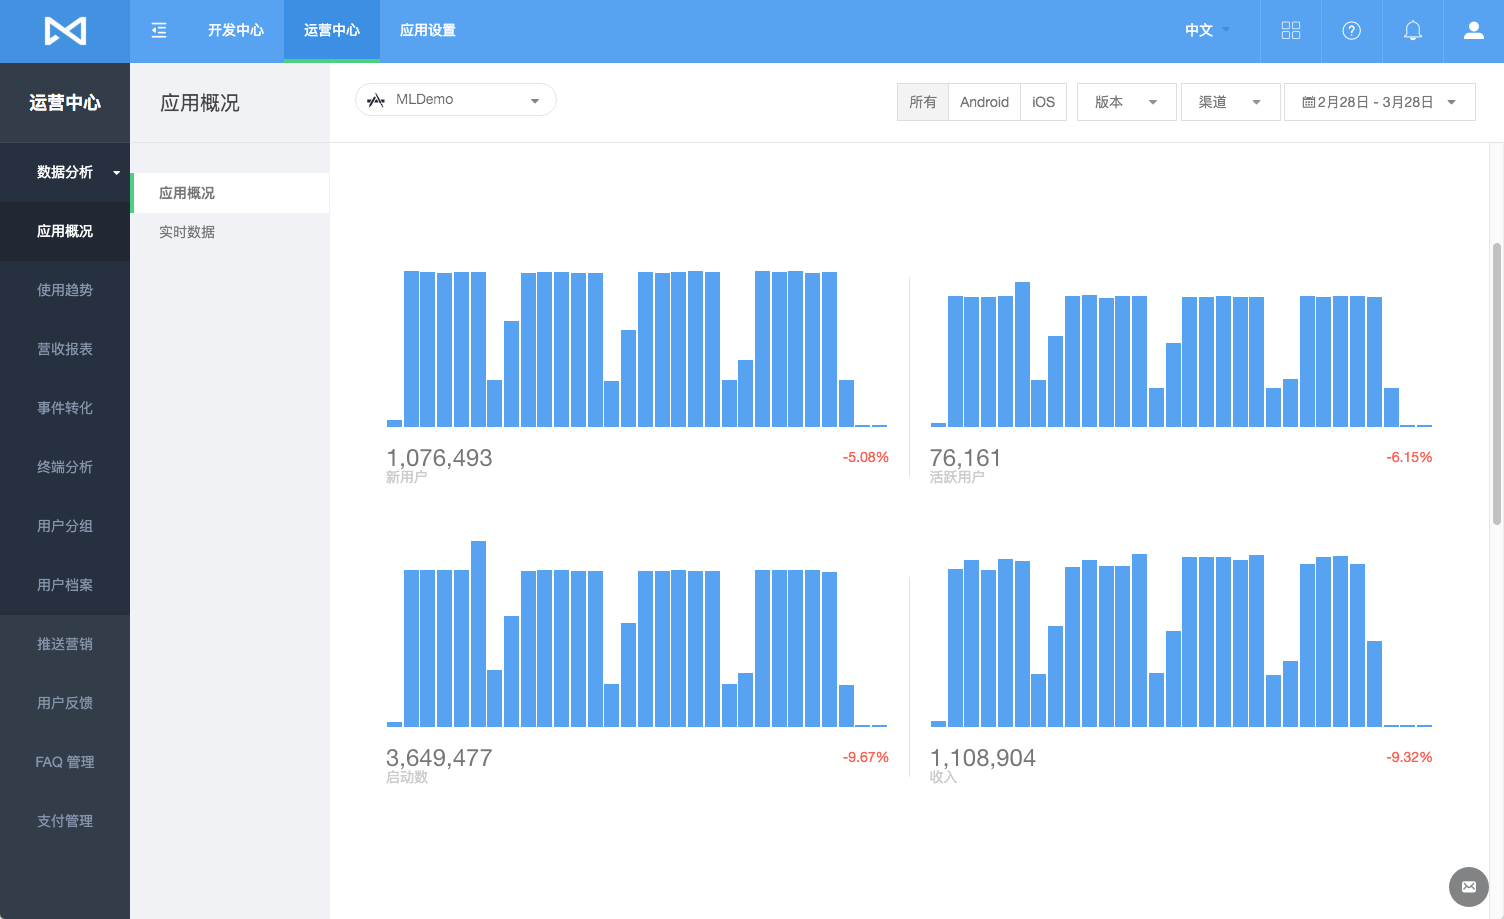 开发中心 运营中心 应用设置 中文
运营中心
应用概况
MLDemo
所有 Android iOS 版本 渠道 2月28日 - 3月28日
数据分析
应用概况
使用趋势
营收报表
事件转化
终端分析
用户分组
用户档案
推送营销
用户反馈
FAQ 管理
支付管理
应用概况
实时数据
1,076,493 -5.08%
新用户
76,161 -6.15%
活跃用户
3,649,477 -9.67%
启动数
1,108,904 -9.32%
收入